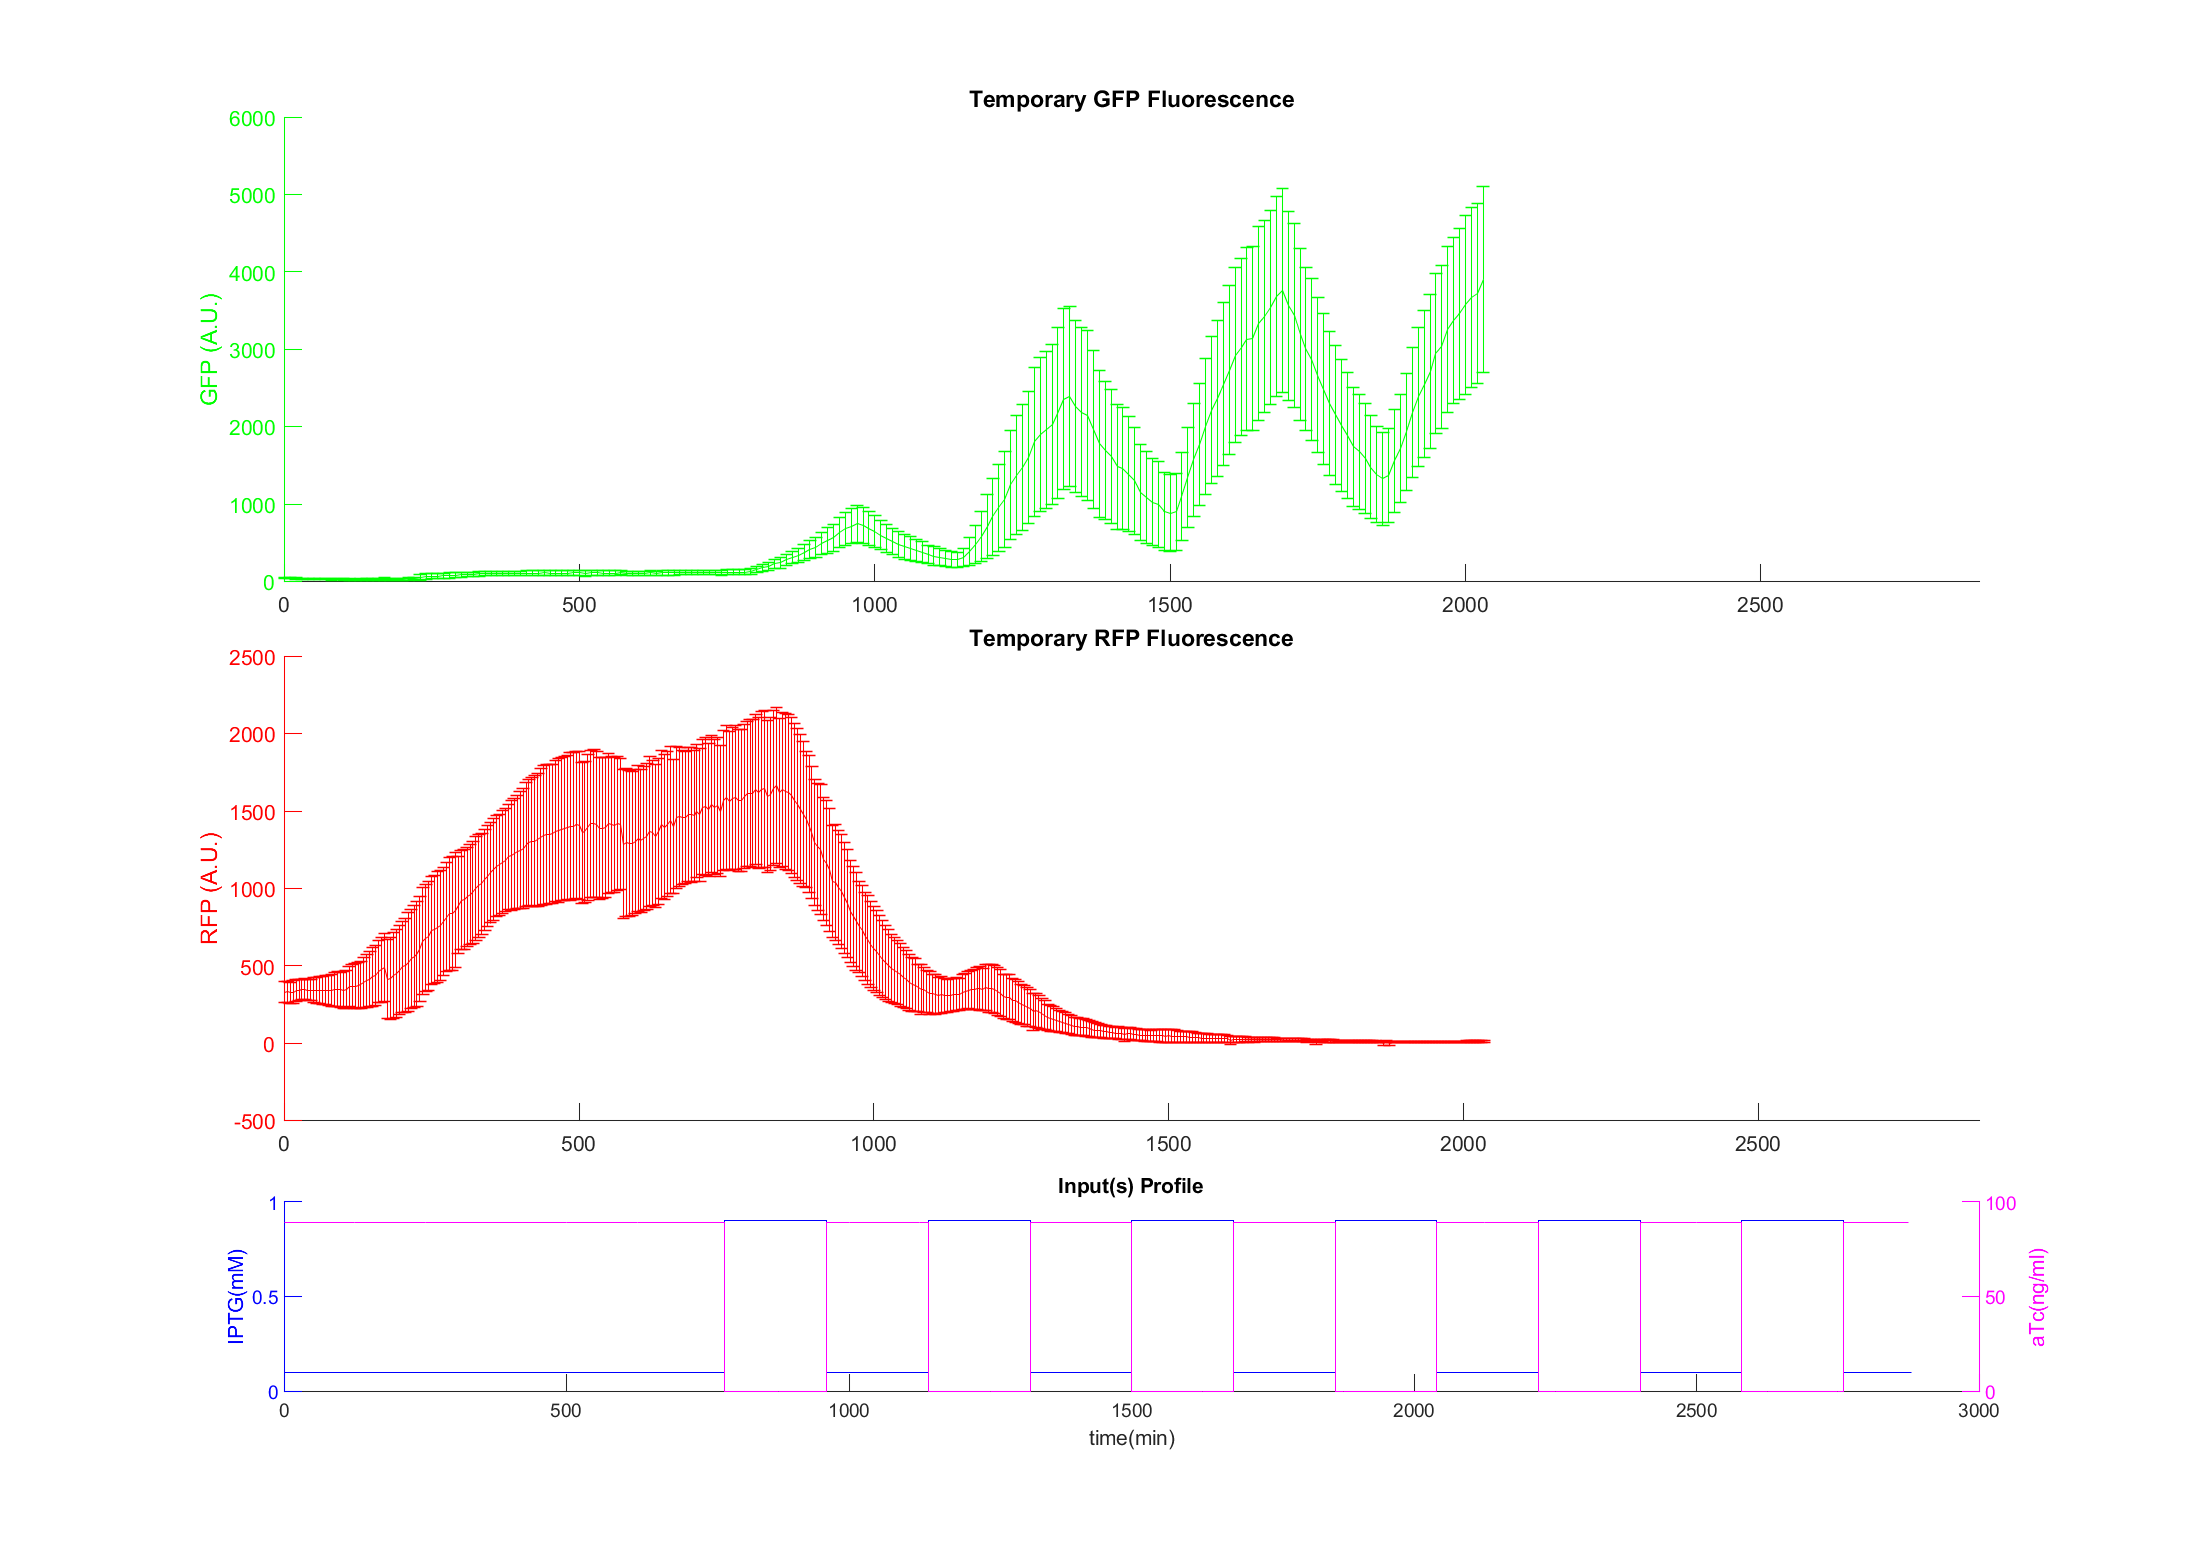 Temporary GFP Fluorescence
6000
5000
4000
3000
2000
1000
0
GFP (A.U.)
0 500 1000 1500 2000 2500
Temporary RFP Fluorescence
2500
2000
1500
1000
500
0
-500
RFP (A.U.)
0 500 1000 1500 2000 2500
Input(s) Profile
1
0.5
0
IPTG(mM)
100
50
0
aTc(ng/ml)
0 500 1000 1500 2000 2500 3000
time(min)